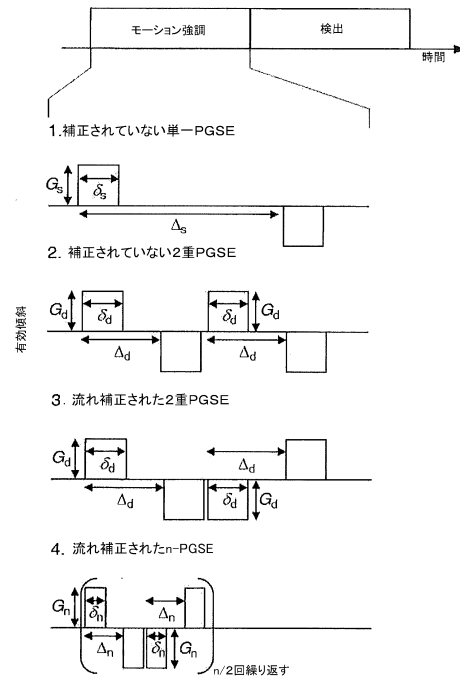 モーション強調
検出
時間
1.補正されていない単一PGSE
Gs
δs
Δs
2. 補正されていない2重PGSE
Gd
δd
δd
Gd
Δd
Δd
有効傾斜
3. 流れ補正された2重PGSE
Gd
δd
Δd
Δd
δd
Gd
4. 流れ補正されたn-PGSE
Gn
δn
Δn
Δn
δn
Gn
n/2回繰り返す